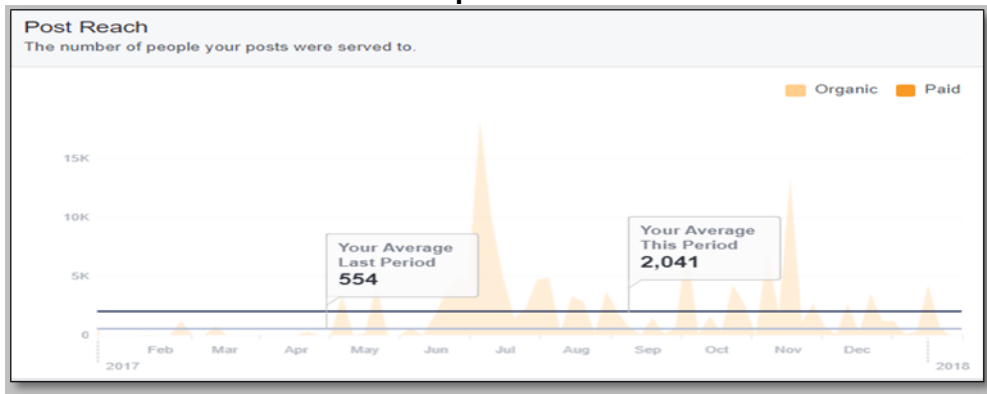 Post Reach
The number of people your posts were served to.
Organic Paid
15K
10K
5K
0
Your Average
Last Period
554
Your Average
This Period
2,041
Feb Mar Apr May Jun Jul Aug Sep Oct Nov Dec
2017 2018